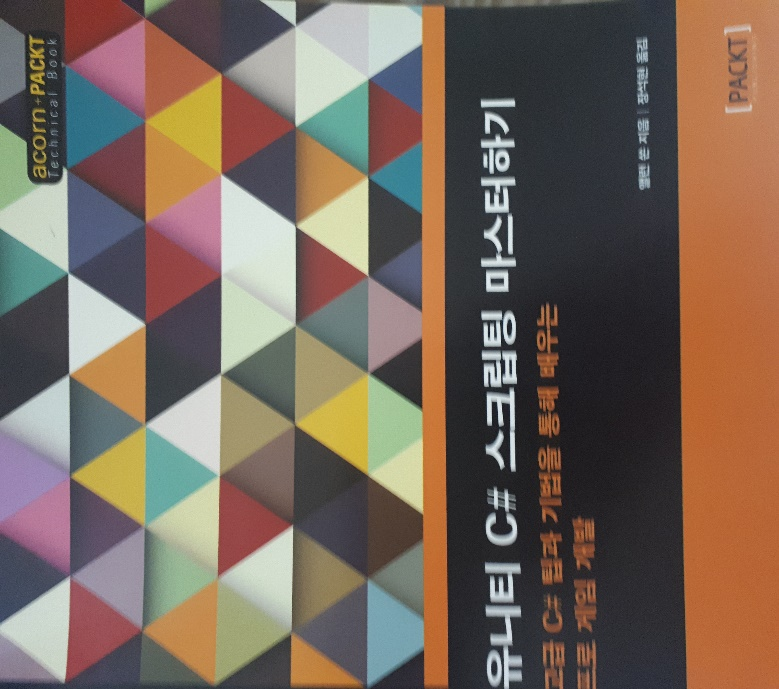 acorn+PACKT
Technical Book
유니티 C# 스크립팅 마스터하기
고급 C# 팁과 기법을 통해 배우는
프로 게임 개발
앨런 쏜 지음 | 장석현 옮김
[PACKT]